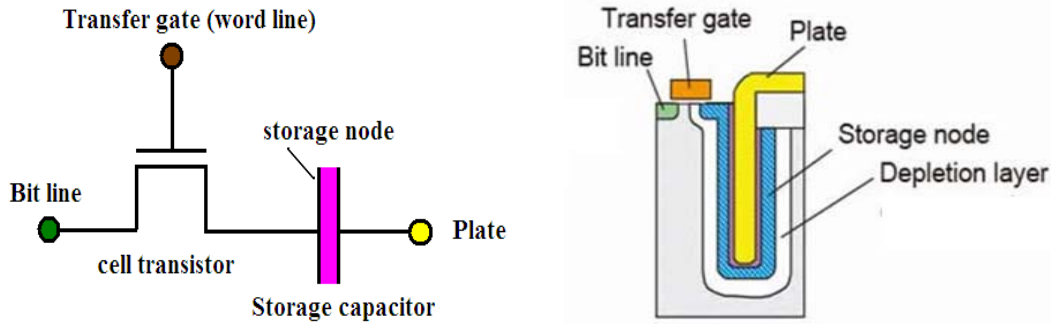 Transfer gate (word line)
storage node
Bit line
Plate
cell transistor
Storage capacitor
Transfer gate
Plate
Bit line
Storage node
Depletion layer